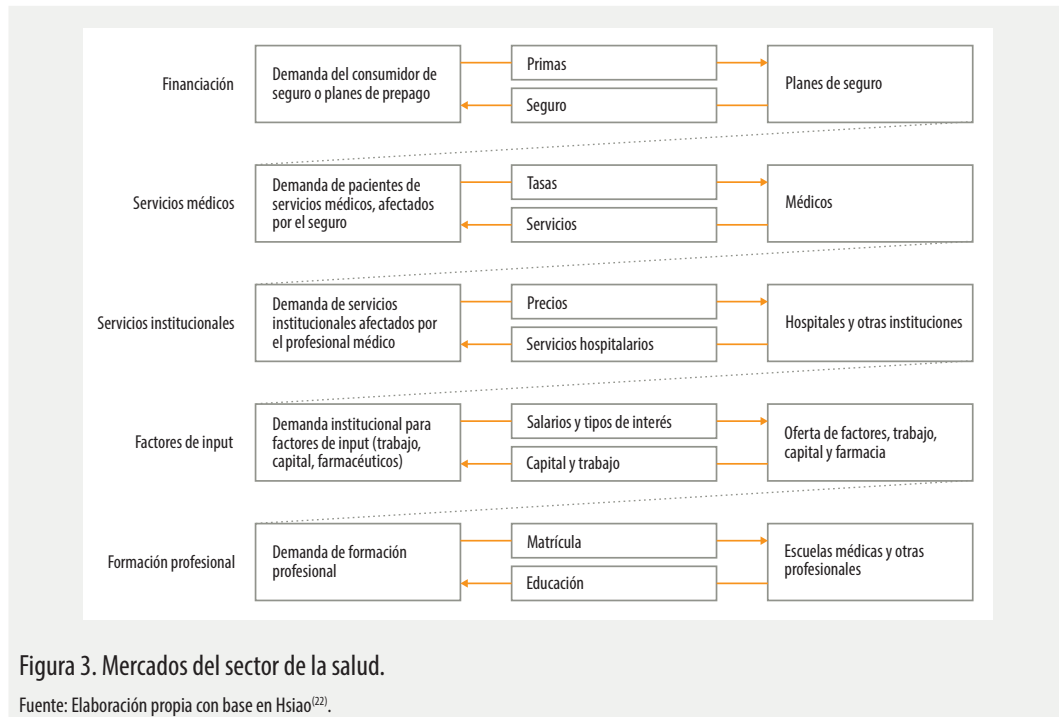 Financiación
Demanda del consumidor de
seguro o planes de prepago
Primas
Seguro
Planes de seguro
Servicios médicos
Demanda de pacientes de
servicios médicos, afectados
por el seguro
Tasas
Servicios
Médicos
Servicios institucionales
Demanda de servicios
institucionales afectados por
el profesional médico
Precios
Servicios hospitalarios
Hospitales y otras instituciones
Factores de input
Demanda institucional para
factores de input (trabajo,
capital, farmacéuticos)
Salarios y tipos de interés
Capital y trabajo
Oferta de factores, trabajo,
capital y farmacia
Formación profesional
Demanda de formación
profesional
Matrícula
Educación
Escuelas médicas y otras
profesionales
Figura 3. Mercados del sector de la salud.
Fuente: Elaboración propia con base en Hsiao(22).